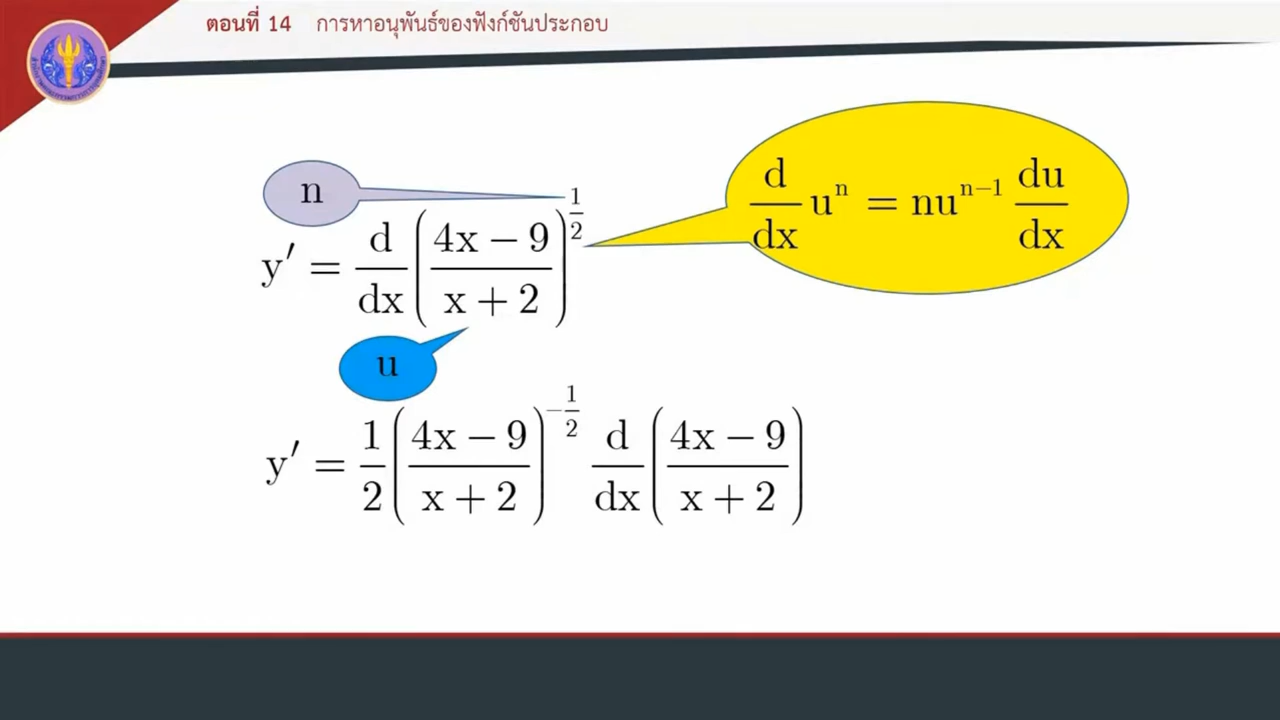 ตอนที่ 14 การหาอนุพันธ์ของฟังก์ชันประกอบ
n
d/dx uⁿ = nuⁿ⁻¹ du/dx
y′ = d/dx ((4x − 9)/(x + 2))^(1/2)
u
y′ = 1/2 ((4x − 9)/(x + 2))^(−1/2) d/dx ((4x − 9)/(x + 2))